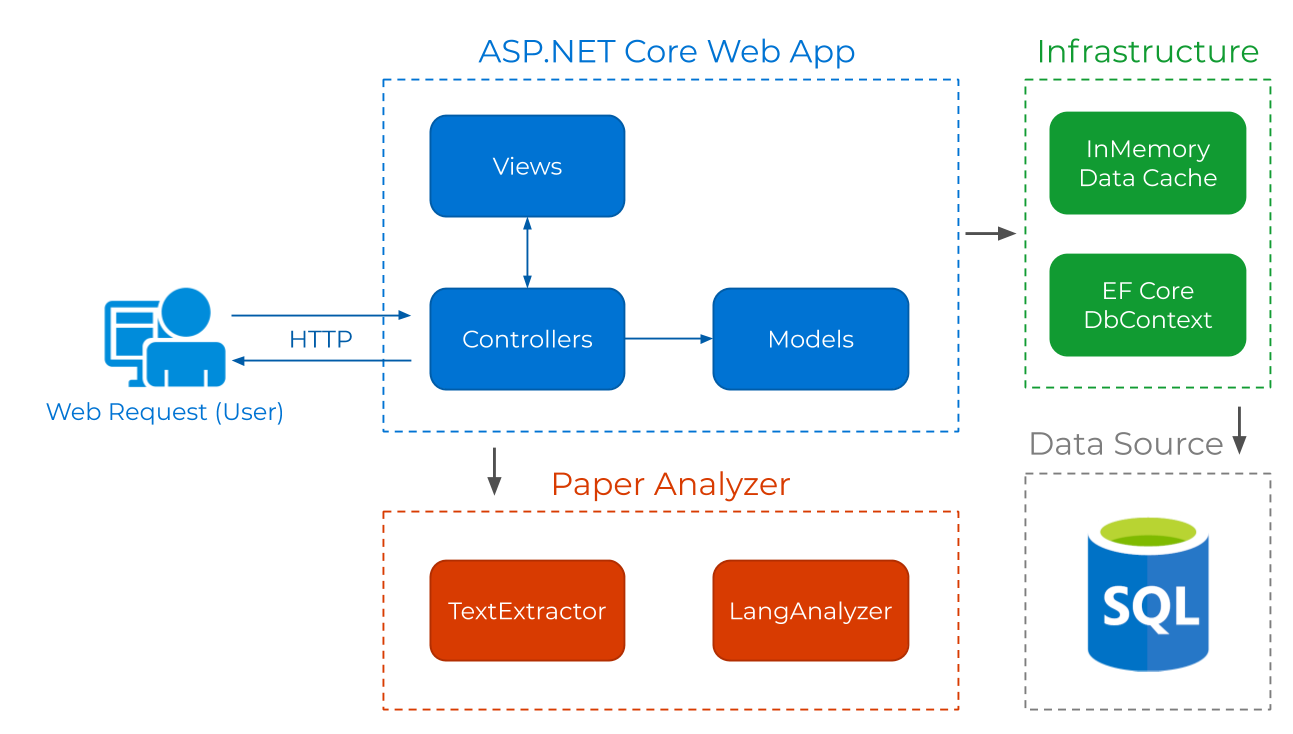 ASP.NET Core Web App
Infrastructure
Views
InMemory
Data Cache
EF Core
DbContext
HTTP
Controllers
Models
Web Request (User)
Data Source
Paper Analyzer
TextExtractor
LangAnalyzer
SQL